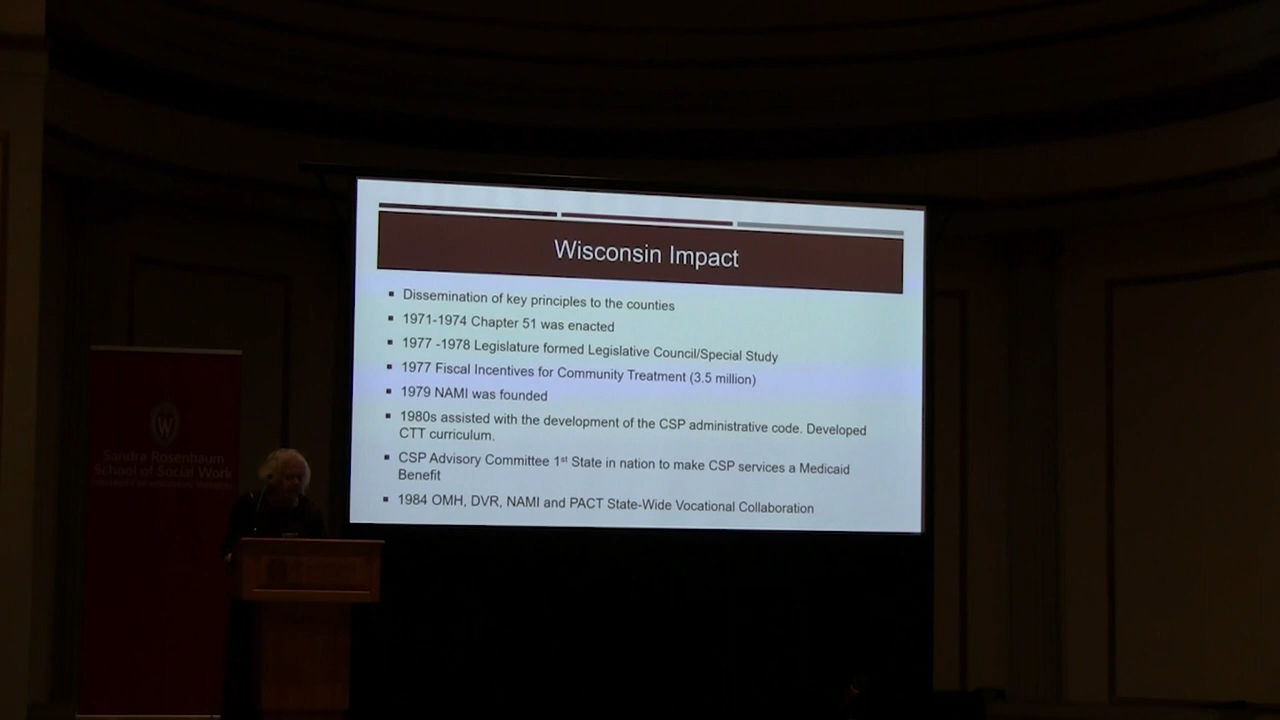 Wisconsin Impact
Dissemination of key principles to the counties
1971-1974 Chapter 51 was enacted
1977 -1978 Legislature formed Legislative Council/Special Study
1977 Fiscal Incentives for Community Treatment (3.5 million)
1979 NAMI was founded
1980s assisted with the development of the CSP administrative code. Developed
CTT curriculum.
CSP Advisory Committee 1st State in nation to make CSP services a Medicaid
Benefit
1984 OMH, DVR, NAMI and PACT State-Wide Vocational Collaboration
W
Sandra Rosenbaum
School of Social Work